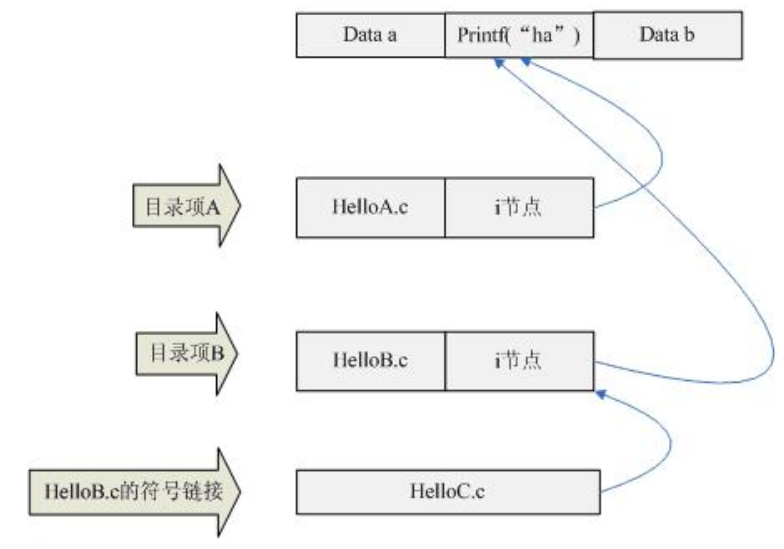 Data a
Printf(“ha”)
Data b
目录项A
HelloA.c
i节点
目录项B
HelloB.c
i节点
HelloB.c的符号链接
HelloC.c